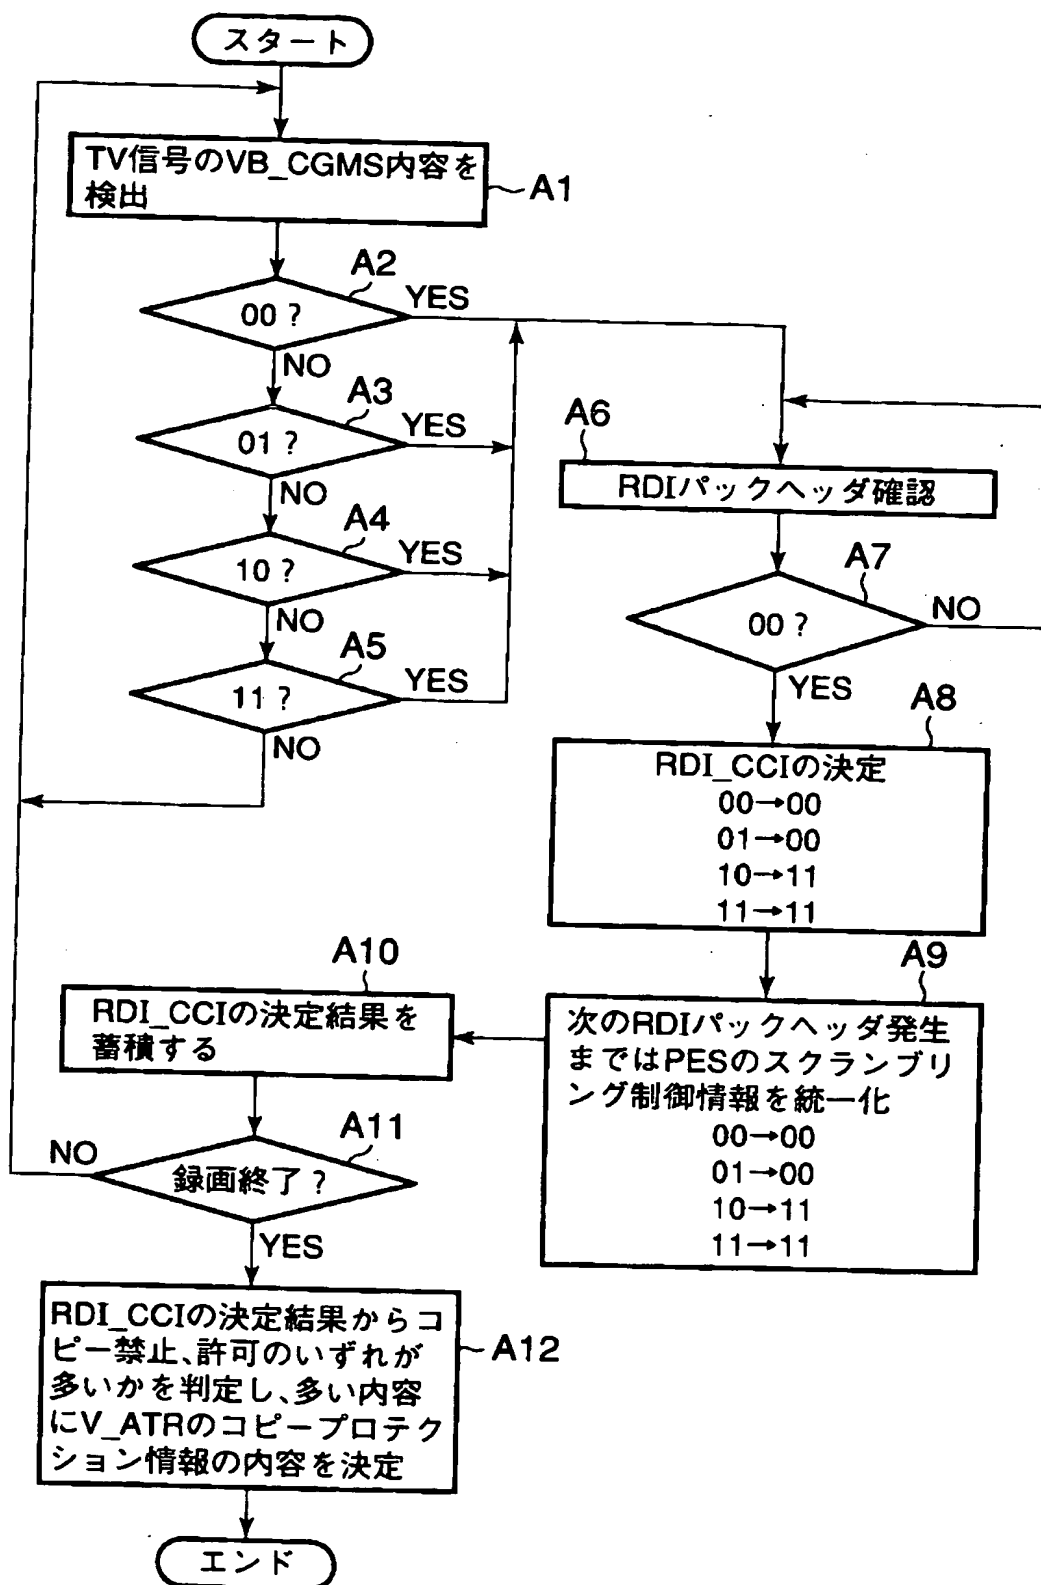 スタート
TV信号のVB_CGMS内容を
検出
A1
A2
00 ?
YES
NO
A3
01 ?
YES
NO
A4
10 ?
YES
NO
A5
11 ?
YES
NO
A6
RDIパックヘッダ確認
A7
00 ?
NO
YES
A8
RDI_CCIの決定
00→00
01→00
10→11
11→11
A9
次のRDIパックヘッダ発生
まではPESのスクランブリ
ング制御情報を統一化
00→00
01→00
10→11
11→11
A10
RDI_CCIの決定結果を
蓄積する
A11
録画終了?
NO
YES
RDI_CCIの決定結果からコ
ピー禁止、許可のいずれが
多いかを判定し、多い内容
にV_ATRのコピープロテク
ション情報の内容を決定
A12
エンド